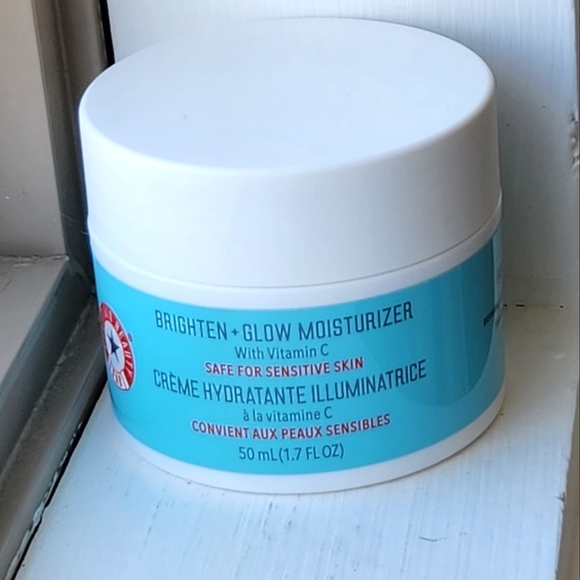 BRIGHTEN + GLOW MOISTURIZER
With Vitamin C
SAFE FOR SENSITIVE SKIN
CRÈME HYDRATANTE ILLUMINATRICE
à la vitamine C
CONVIENT AUX PEAUX SENSIBLES
50 mL (1.7 FL OZ)
BEAUTY